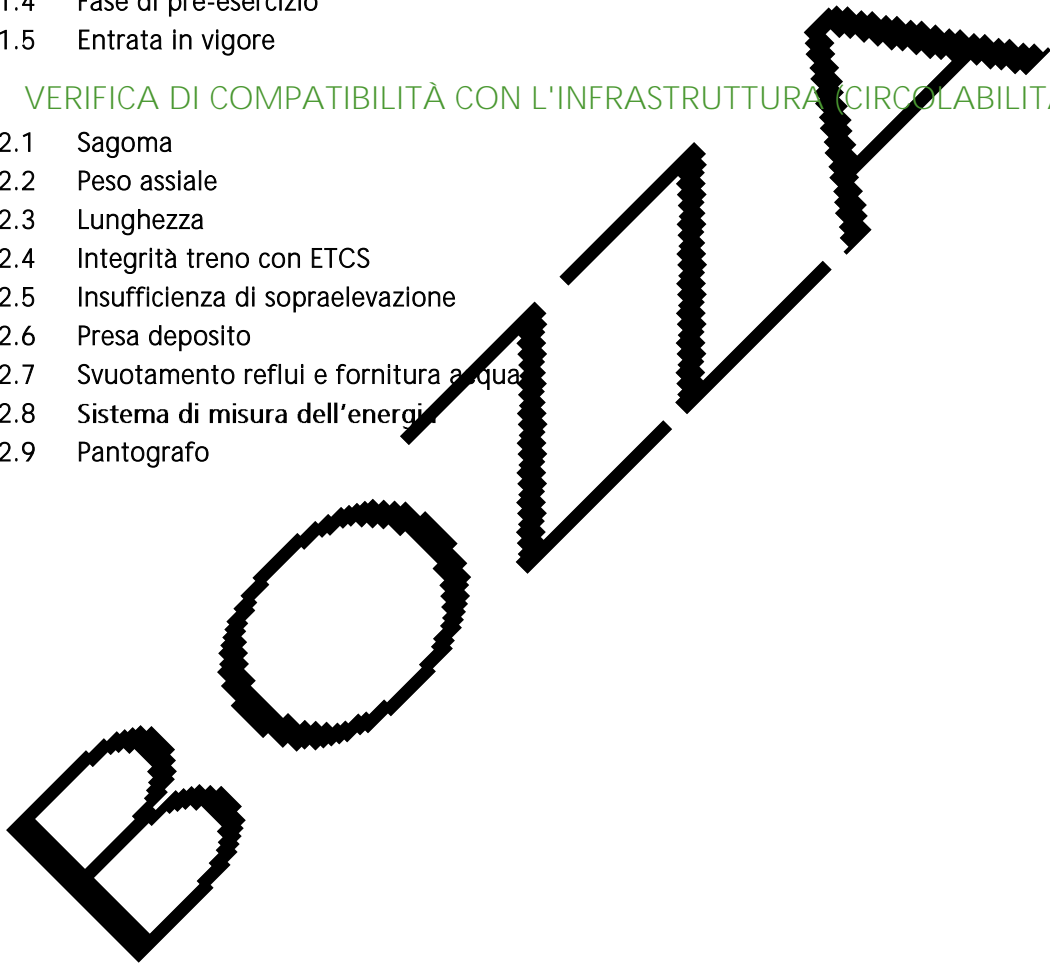 1.4 Fase di pre-esercizio
1.5 Entrata in vigore
VERIFICA DI COMPATIBILITÀ CON L'INFRASTRUTTURA (CIRCOLABILITÀ
2.1 Sagoma
2.2 Peso assiale
2.3 Lunghezza
2.4 Integrità treno con ETCS
2.5 Insufficienza di sopraelevazione
2.6 Presa deposito
2.7 Svuotamento reflui e fornitura acqua
2.8 Sistema di misura dell’energia
2.9 Pantografo
BOZZA